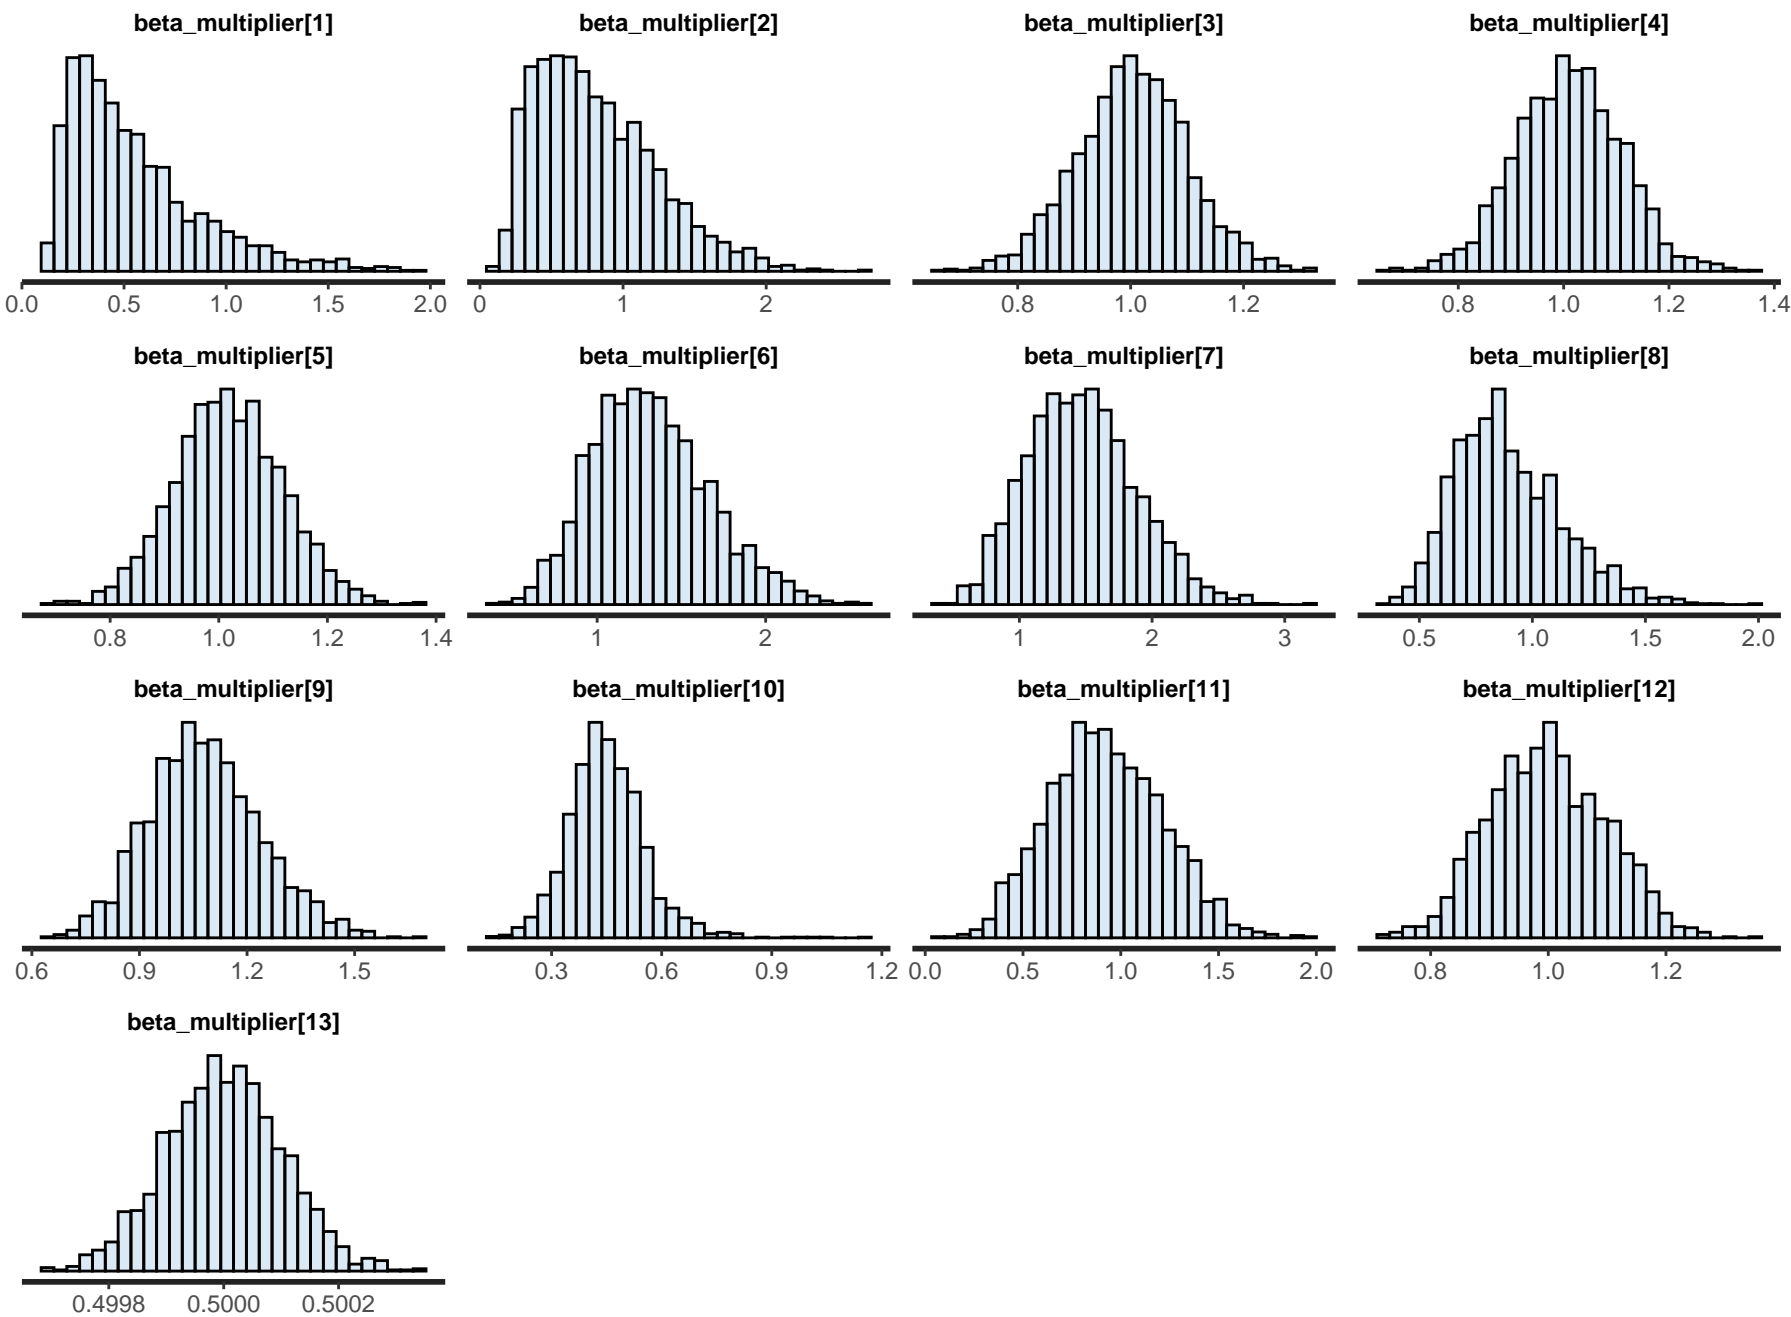 beta_multiplier[1] beta_multiplier[2] beta_multiplier[3] beta_multiplier[4]
0.0 0.5 1.0 1.5 2.0 0 1 2 0.8 1.0 1.2 0.8 1.0 1.2 1.4
beta_multiplier[5] beta_multiplier[6] beta_multiplier[7] beta_multiplier[8]
0.8 1.0 1.2 1.4 1 2 1 2 3 0.5 1.0 1.5 2.0
beta_multiplier[9] beta_multiplier[10] beta_multiplier[11] beta_multiplier[12]
0.6 0.9 1.2 1.5 0.3 0.6 0.9 1.2 0.0 0.5 1.0 1.5 2.0 0.8 1.0 1.2
beta_multiplier[13]
0.4998 0.5000 0.5002